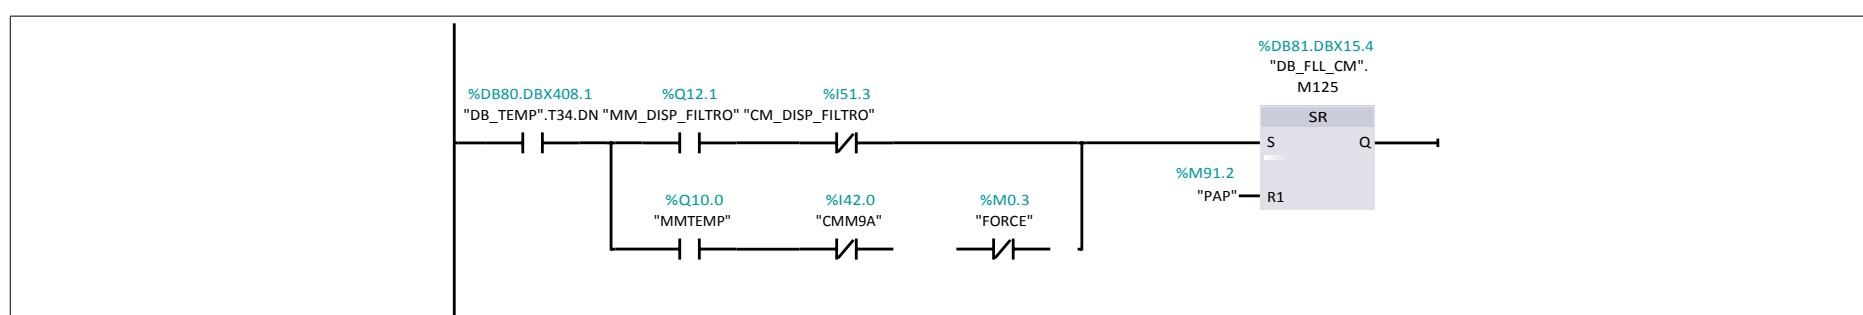 %DB81.DBX15.4
"DB_FLL_CM".
M125
%DB80.DBX408.1 %Q12.1 %I51.3
"DB_TEMP".T34.DN "MM_DISP_FILTRO" "CM_DISP_FILTRO"
SR
S Q
%M91.2
"PAP" R1
%Q10.0 %I42.0 %M0.3
"MMTEMP" "CMM9A" "FORCE"